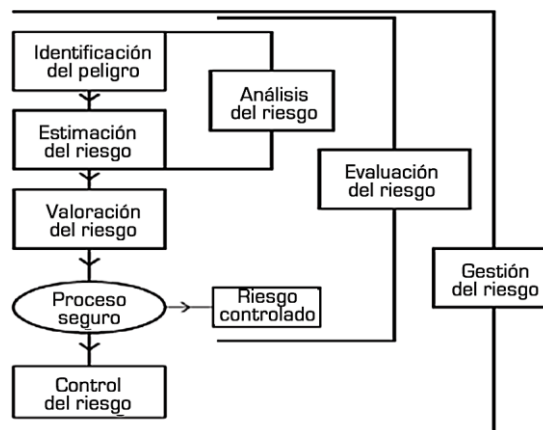 Identificación
del peligro
Análisis
del riesgo
Estimación
del riesgo
Evaluación
del riesgo
Valoración
del riesgo
Gestión
del riesgo
Proceso
seguro
Riesgo
controlado
Control
del riesgo